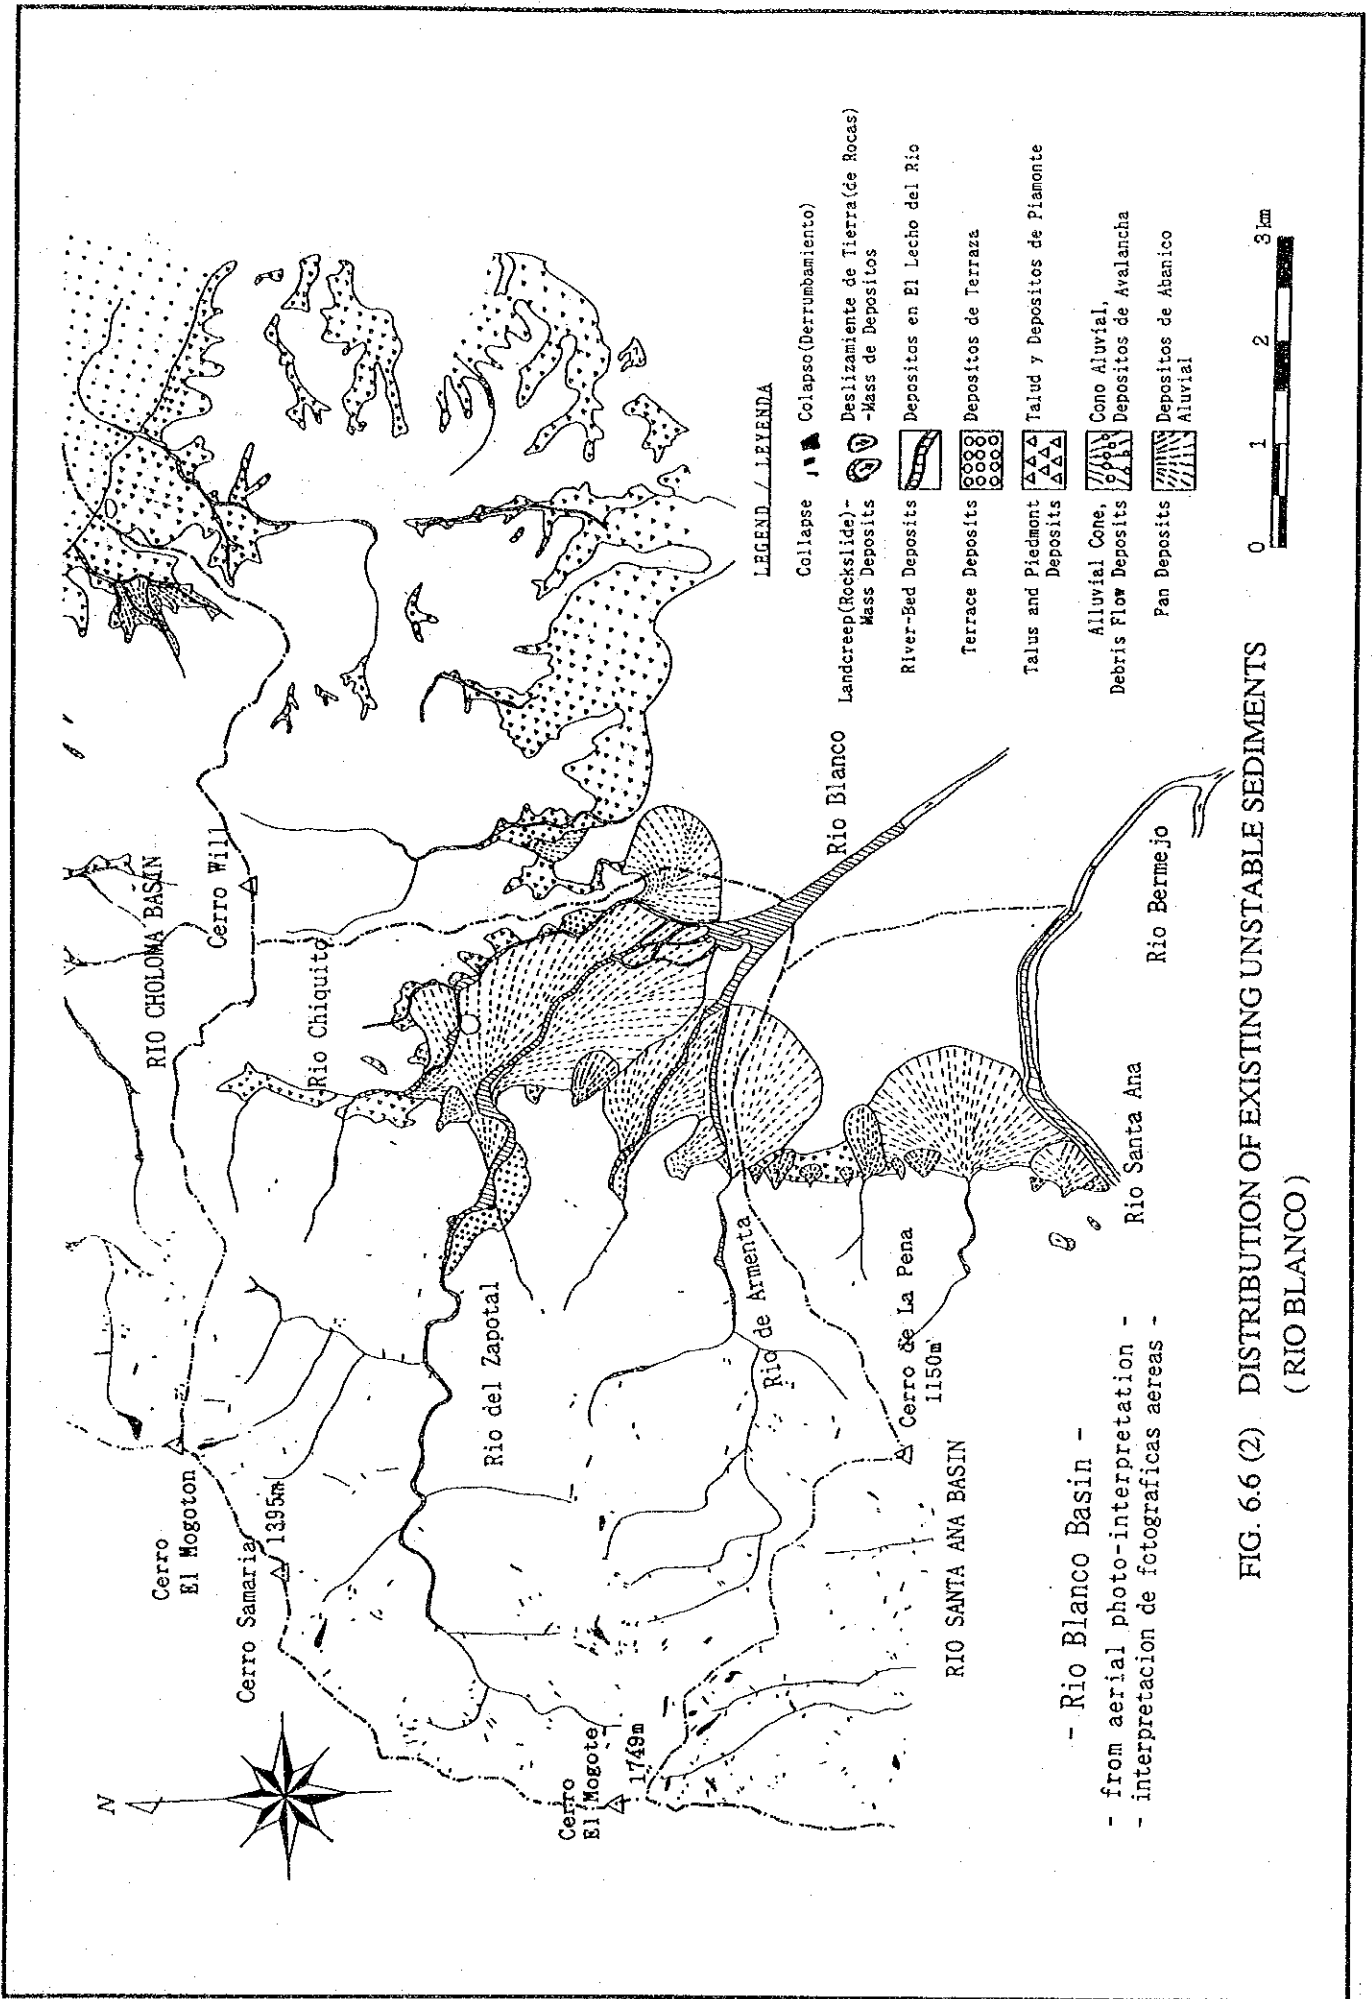 N
Cerro
El Mogoton
Cerro Samaria
1395m
Cerro
El Mogote
1749m
RIO CHOLOMA BASIN
Cerro Will
Rio Chiquito
Rio del Zapotal
Rio de Armenta
Cerro de La Pena
1150m
RIO SANTA ANA BASIN
Rio Blanco
Rio Santa Ana
Rio Bermejo
- Rio Blanco Basin -
- from aerial photo-interpretation -
- interpretacion de fotograficas aereas -
LEGEND / LEYENDA
Collapse Colapso(Derrumbamiento)
Landcreep(Rockslide)- Deslizamiente de Tierra(de Rocas)
Mass Deposits -Mass de Depositos
River-Bed Deposits Depositos en El Lecho del Rio
Terrace Deposits Depositos de Terraza
Talus and Piedmont Talud y Depositos de Piamonte
Deposits
Alluvial Cone, Cono Aluvial,
Debris Flow Deposits Depositos de Avalancha
Pan Deposits Depositos de Abanico
Aluvial
0 1 2 3 km
FIG. 6.6 (2) DISTRIBUTION OF EXISTING UNSTABLE SEDIMENTS
( RIO BLANCO )